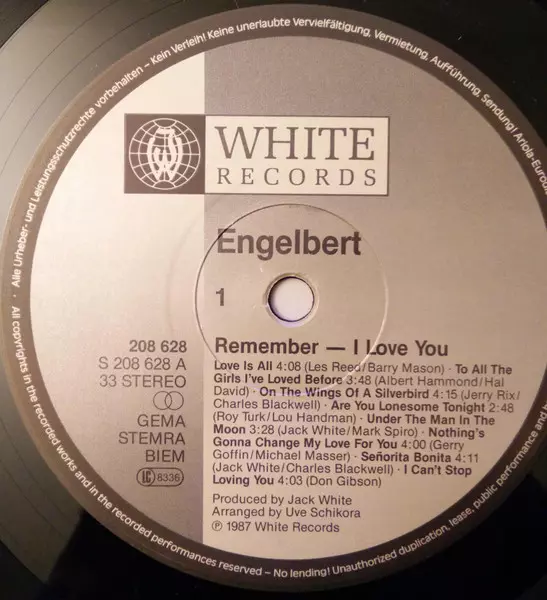 WHITE
RECORDS
Engelbert
1
208 628
S 208 628 A
33 STEREO
GEMA
STEMRA
BIEM
LC 8336
Remember — I Love You
Love Is All 4:08 (Les Reed/Barry Mason) · To All The
Girls I've Loved Before 3:48 (Albert Hammond/Hal
David) · On The Wings Of A Silverbird 4:15 (Jerry Rix/
Charles Blackwell) · Are You Lonesome Tonight 2:48
(Roy Turk/Lou Handman) · Under The Man In The
Moon 3:28 (Jack White/Mark Spiro) · Nothing's
Gonna Change My Love For You 4:00 (Gerry
Goffin/Michael Masser) · Señorita Bonita 4:11
(Jack White/Charles Blackwell) · I Can't Stop
Loving You 4:03 (Don Gibson)
Produced by Jack White
Arranged by Uve Schikora
℗ 1987 White Records
Alle Urheber- und Leistungsschutzrechte vorbehalten – Kein Verleih! Keine unerlaubte Vervielfältigung, Vermietung, Aufführung, Sendung! Ariola-Eurod
All copyrights in the recorded works and in the recorded performances reserved – No lending! Unauthorized duplication, lease, public performance and